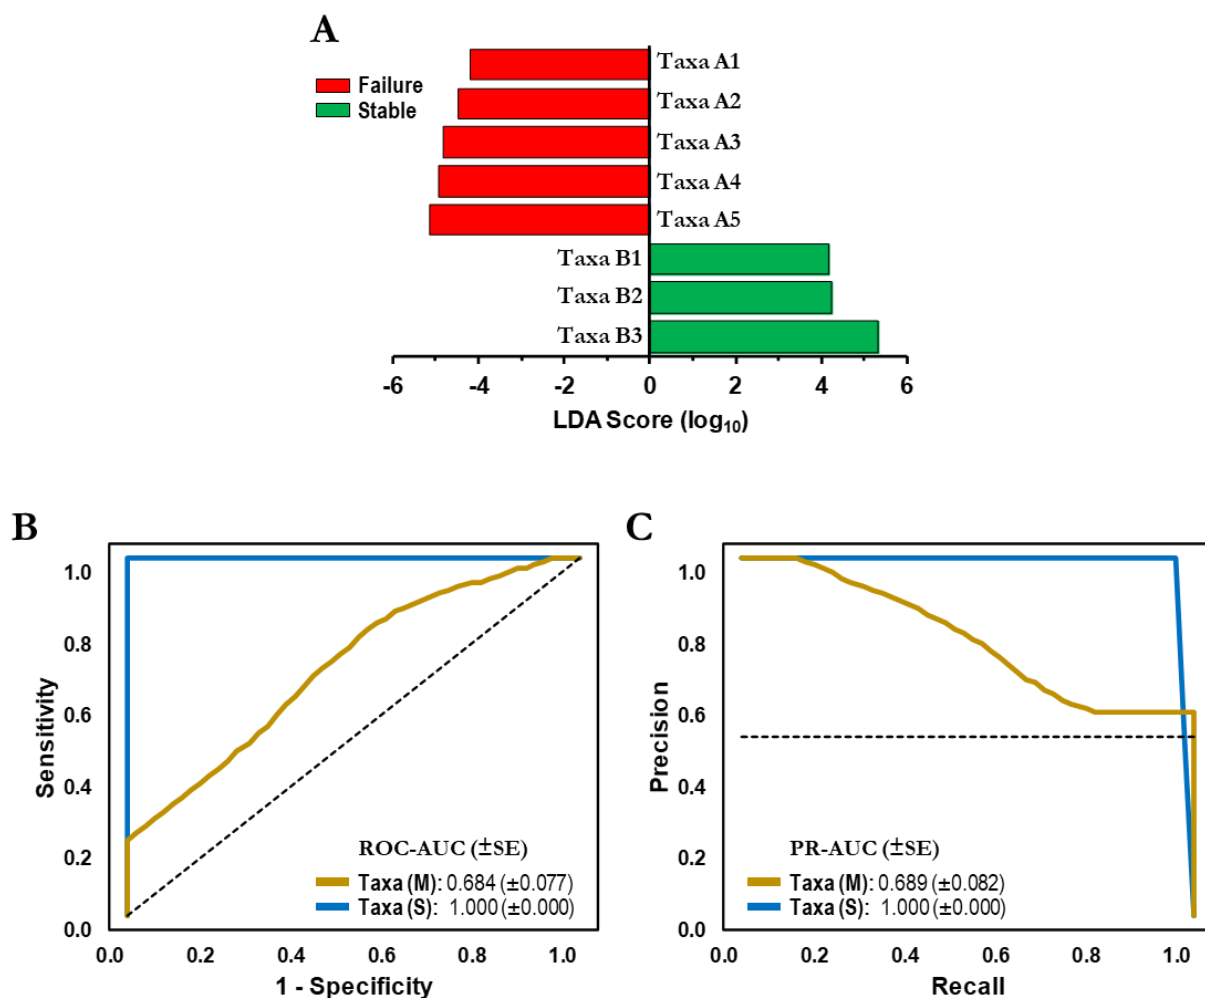 A
Failure
Stable
Taxa A1
Taxa A2
Taxa A3
Taxa A4
Taxa A5
Taxa B1
Taxa B2
Taxa B3
-6 -4 -2 0 2 4 6
LDA Score (log10)
B
Sensitivity
1.0
0.8
0.6
0.4
0.2
0.0
ROC-AUC (±SE)
Taxa (M): 0.684 (±0.077)
Taxa (S): 1.000 (±0.000)
0.0 0.2 0.4 0.6 0.8 1.0
1 - Specificity
C
Precision
1.0
0.8
0.6
0.4
0.2
0.0
PR-AUC (±SE)
Taxa (M): 0.689 (±0.082)
Taxa (S): 1.000 (±0.000)
0.0 0.2 0.4 0.6 0.8 1.0
Recall